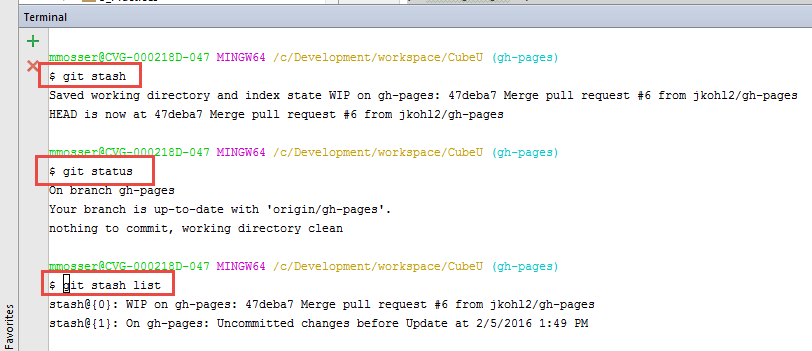 Terminal
mmosser@CVG-000218D-047 MINGW64 /c/Development/workspace/CubeU (gh-pages)
$ git stash
Saved working directory and index state WIP on gh-pages: 47deba7 Merge pull request #6 from jkohl2/gh-pages
HEAD is now at 47deba7 Merge pull request #6 from jkohl2/gh-pages
mmosser@CVG-000218D-047 MINGW64 /c/Development/workspace/CubeU (gh-pages)
$ git status
On branch gh-pages
Your branch is up-to-date with 'origin/gh-pages'.
nothing to commit, working directory clean
mmosser@CVG-000218D-047 MINGW64 /c/Development/workspace/CubeU (gh-pages)
$ git stash list
stash@{0}: WIP on gh-pages: 47deba7 Merge pull request #6 from jkohl2/gh-pages
stash@{1}: On gh-pages: Uncommitted changes before Update at 2/5/2016 1:49 PM
Favorites